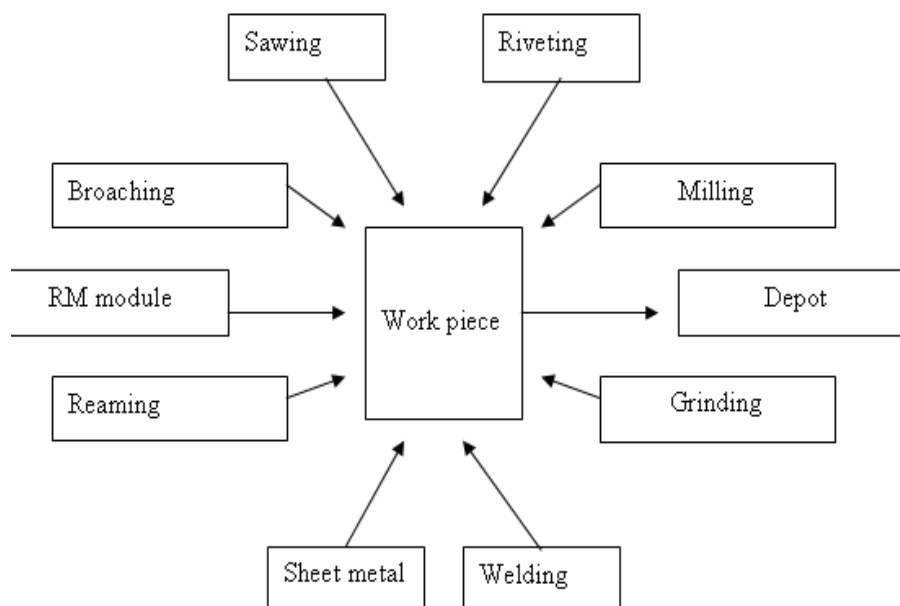 Sawing
Riveting
Broaching
Milling
RM module
Work piece
Depot
Reaming
Grinding
Sheet metal
Welding